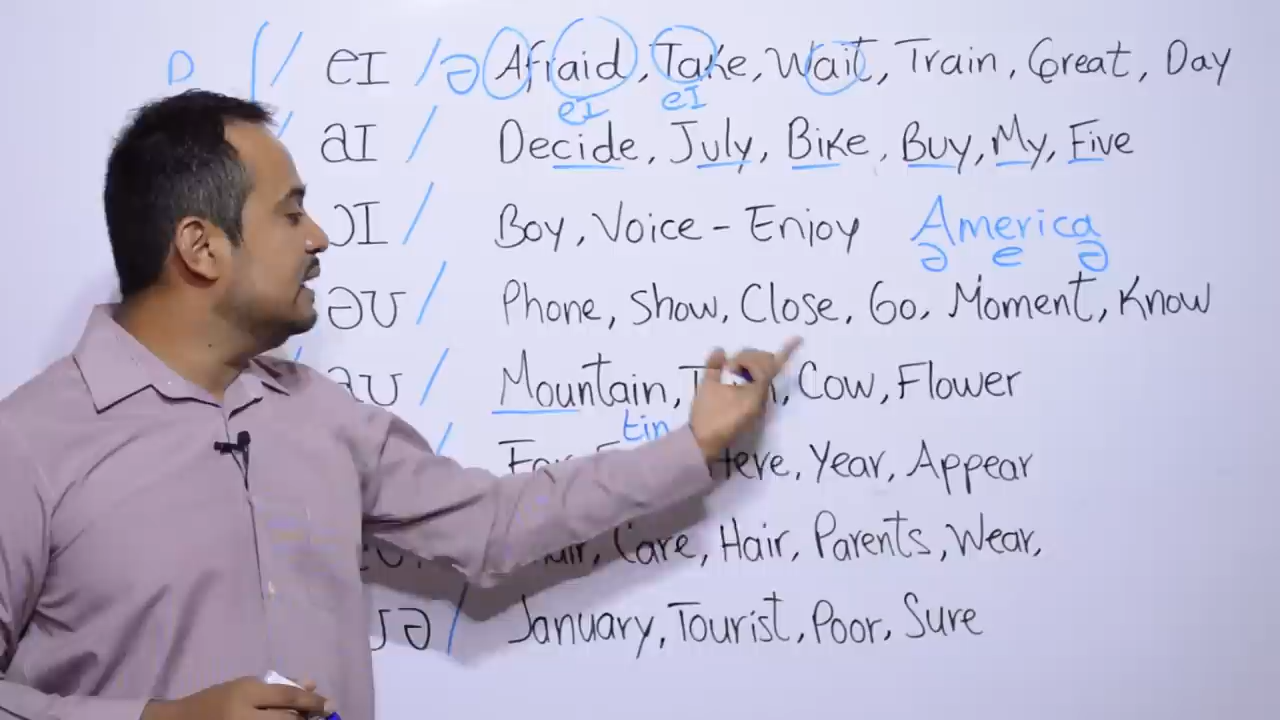 D / eɪ /ə Afraid, Take, Wait, Train, Great, Day
eɪ eɪ
aɪ / Decide, July, Bike, Buy, My, Five
ɔɪ / Boy, Voice - Enjoy America
ə e ə
əʊ / Phone, Show, Close, Go, Moment, Know
aʊ / Mountain, Cow, Flower
tin
/ Here, Year, Appear
Care, Hair, Parents, Wear,
ʊə / January, Tourist, Poor, Sure